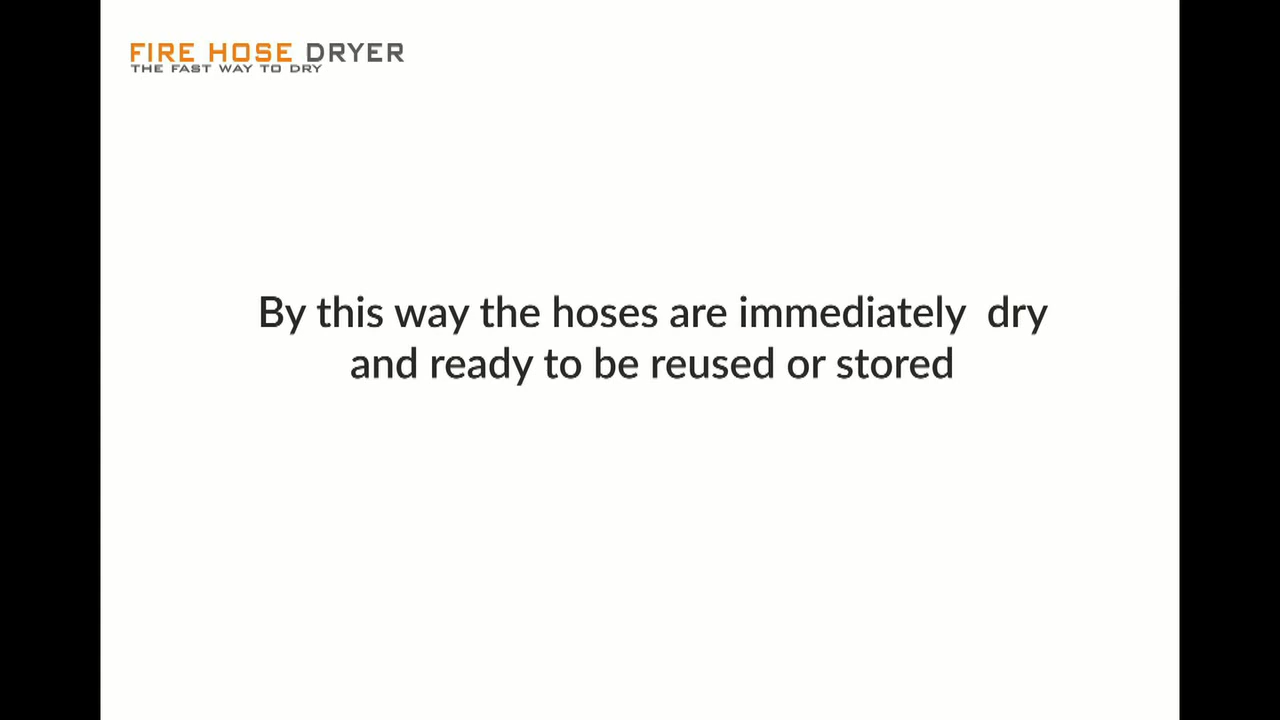 FIRE HOSE DRYER
THE FAST WAY TO DRY
By this way the hoses are immediately  dry
and ready to be reused or stored